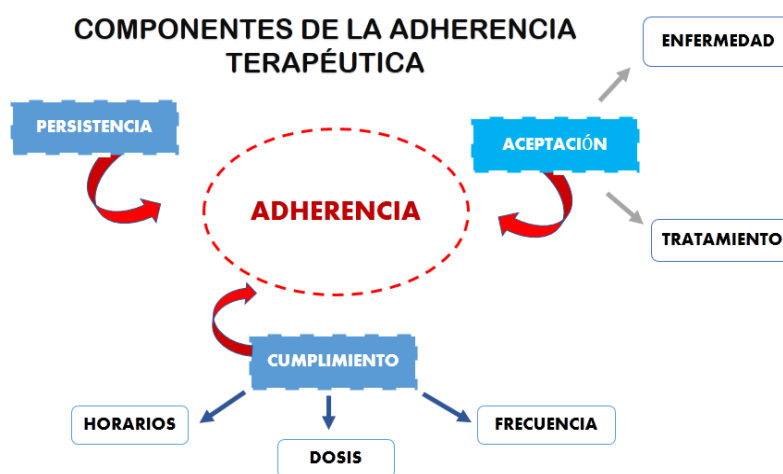 COMPONENTES DE LA ADHERENCIA
TERAPÉUTICA
ENFERMEDAD
PERSISTENCIA
ACEPTACIÓN
ADHERENCIA
TRATAMIENTO
CUMPLIMIENTO
HORARIOS
FRECUENCIA
DOSIS